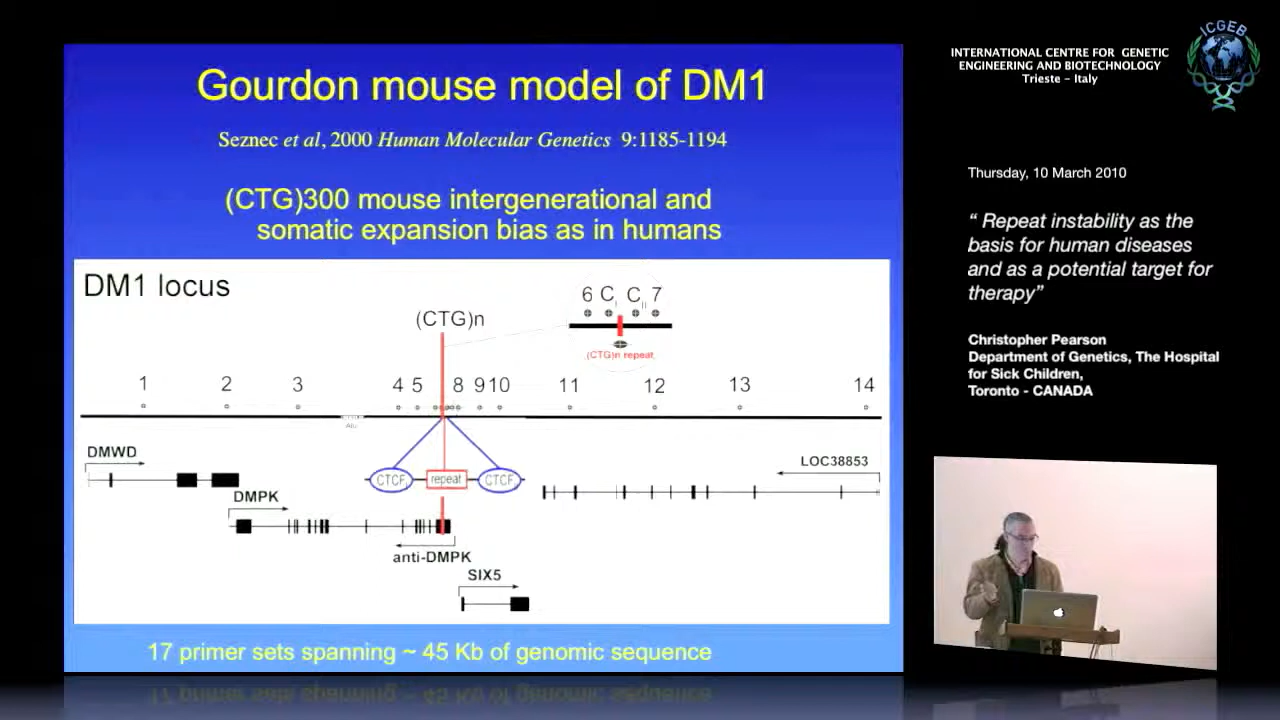 Gourdon mouse model of DM1
Seznec et al, 2000 Human Molecular Genetics 9:1185-1194
(CTG)300 mouse intergenerational and
somatic expansion bias as in humans
DM1 locus
6 CI CII 7
(CTG)n
(CTG)n repeat
1 2 3 4 5 8 9 10 11 12 13 14
Alu
DMWD
CTCF repeat CTCF
LOC38853
DMPK
anti-DMPK
SIX5
17 primer sets spanning ~ 45 Kb of genomic sequence
ICGEB
INTERNATIONAL CENTRE FOR GENETIC
ENGINEERING AND BIOTECHNOLOGY
Trieste – Italy
Thursday, 10 March 2010
“ Repeat instability as the
basis for human diseases
and as a potential target for
therapy”
Christopher Pearson
Department of Genetics, The Hospital
for Sick Children,
Toronto - CANADA